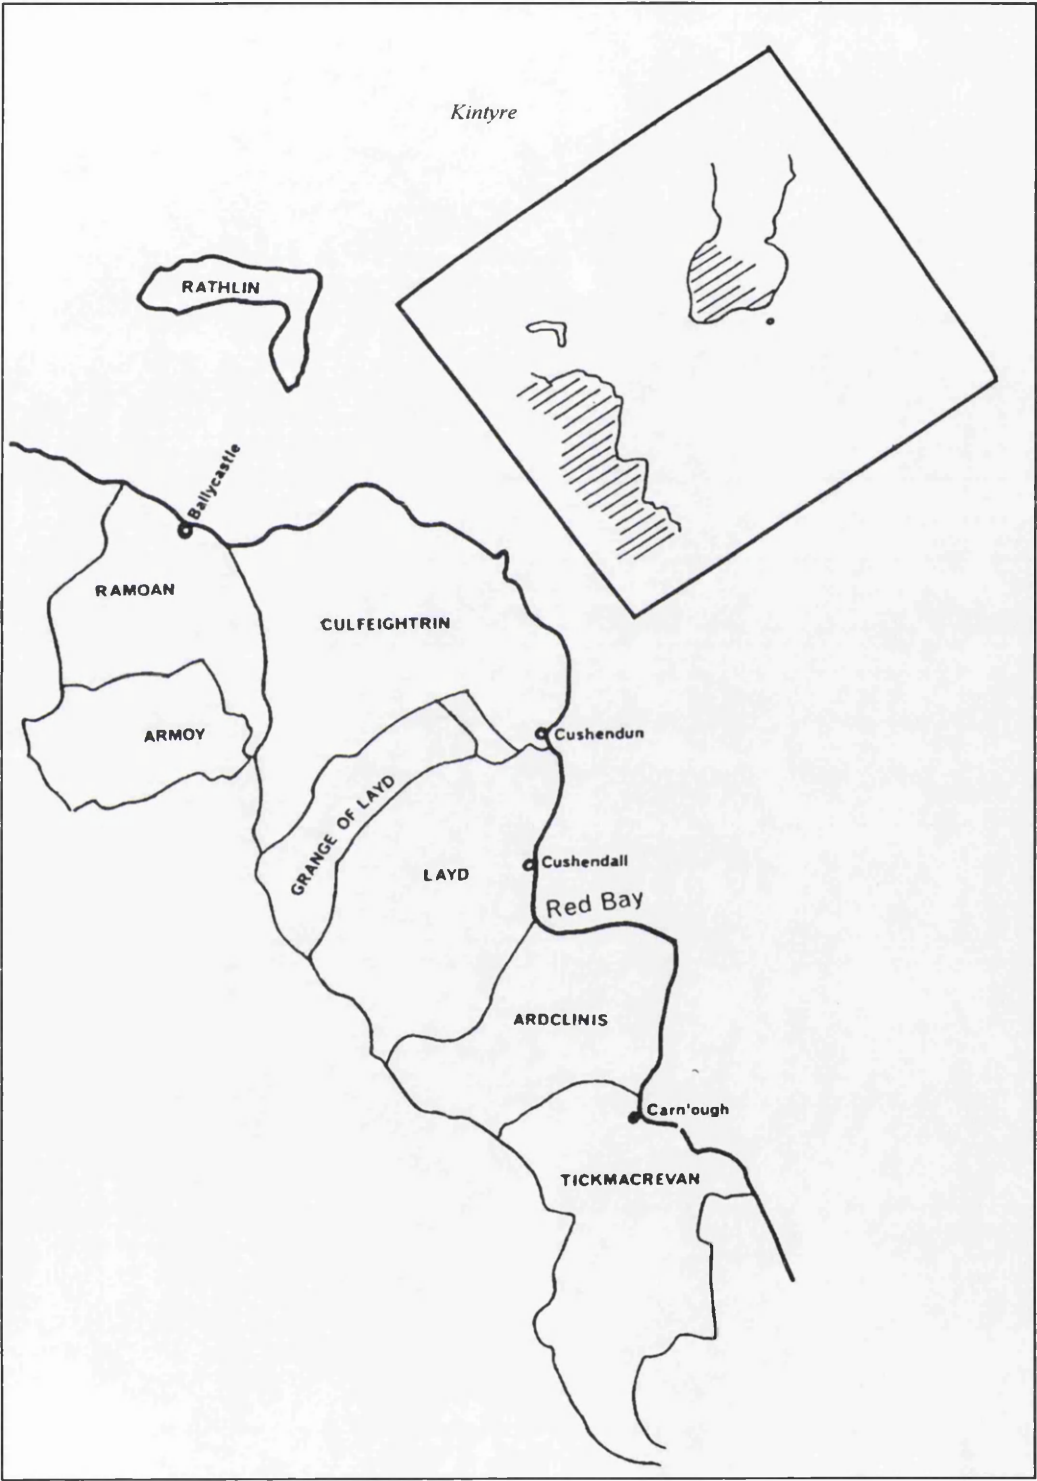 Kintyre
RATHLIN
Ballycastle
RAMOAN
CULFEIGHTRIN
ARMOY
Cushendun
GRANGE OF LAYD
LAYD
Cushendall
Red Bay
ARDCLINIS
Carn'ough
TICKMACREVAN